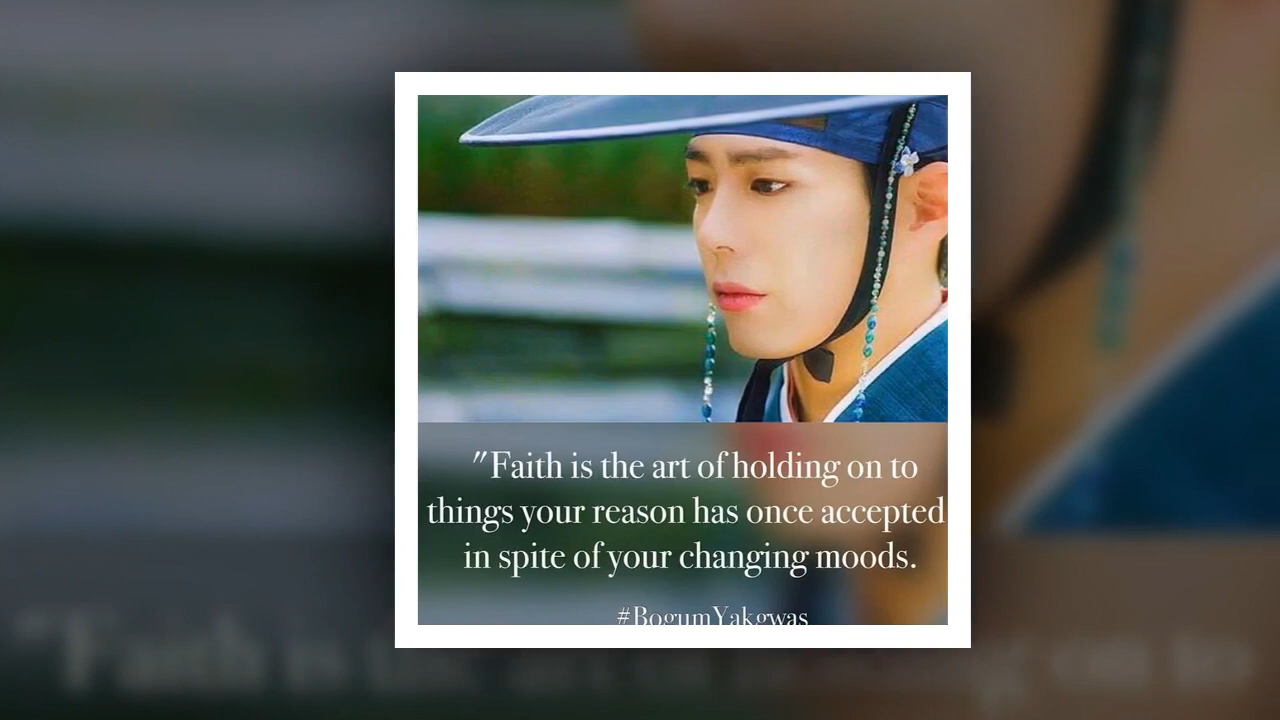 "Faith is the art of holding on to
things your reason has once accepted
in spite of your changing moods.
#BogumYakgwas